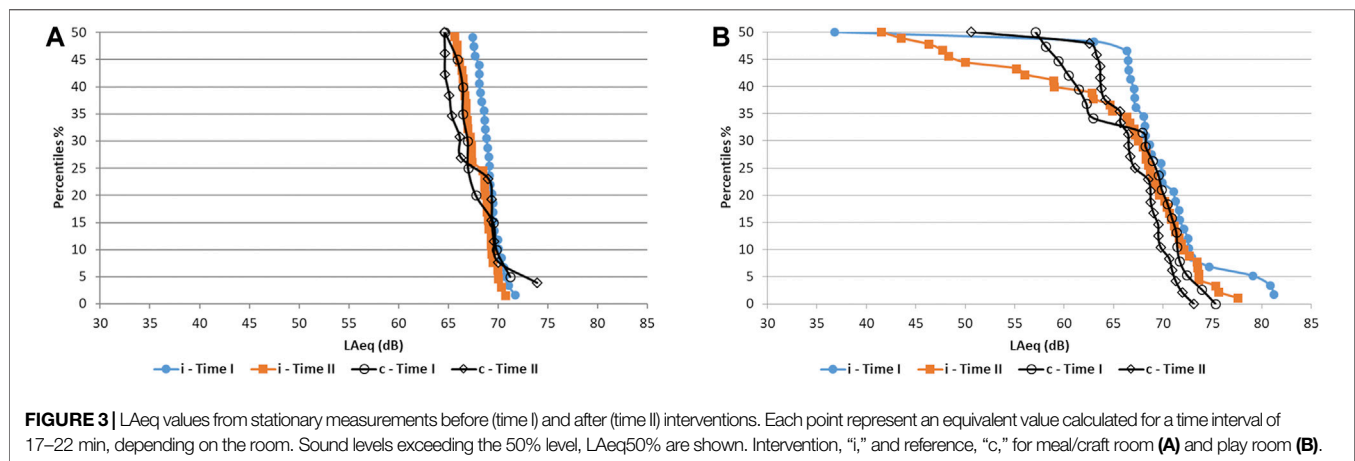 A
50
45
40
35
30
25
20
15
10
5
0
Percentiles %
30 35 40 45 50 55 60 65 70 75 80 85
LAeq (dB)
i - Time I i - Time II c - Time I c - Time II
B
50
45
40
35
30
25
20
15
10
5
0
Percentiles %
30 35 40 45 50 55 60 65 70 75 80 85
LAeq (dB)
i - Time I i - Time II c - Time I c - Time II
FIGURE 3 | LAeq values from stationary measurements before (time I) and after (time II) interventions. Each point represent an equivalent value calculated for a time interval of
17–22 min, depending on the room. Sound levels exceeding the 50% level, LAeq50% are shown. Intervention, “i,” and reference, “c,” for meal/craft room (A) and play room (B).